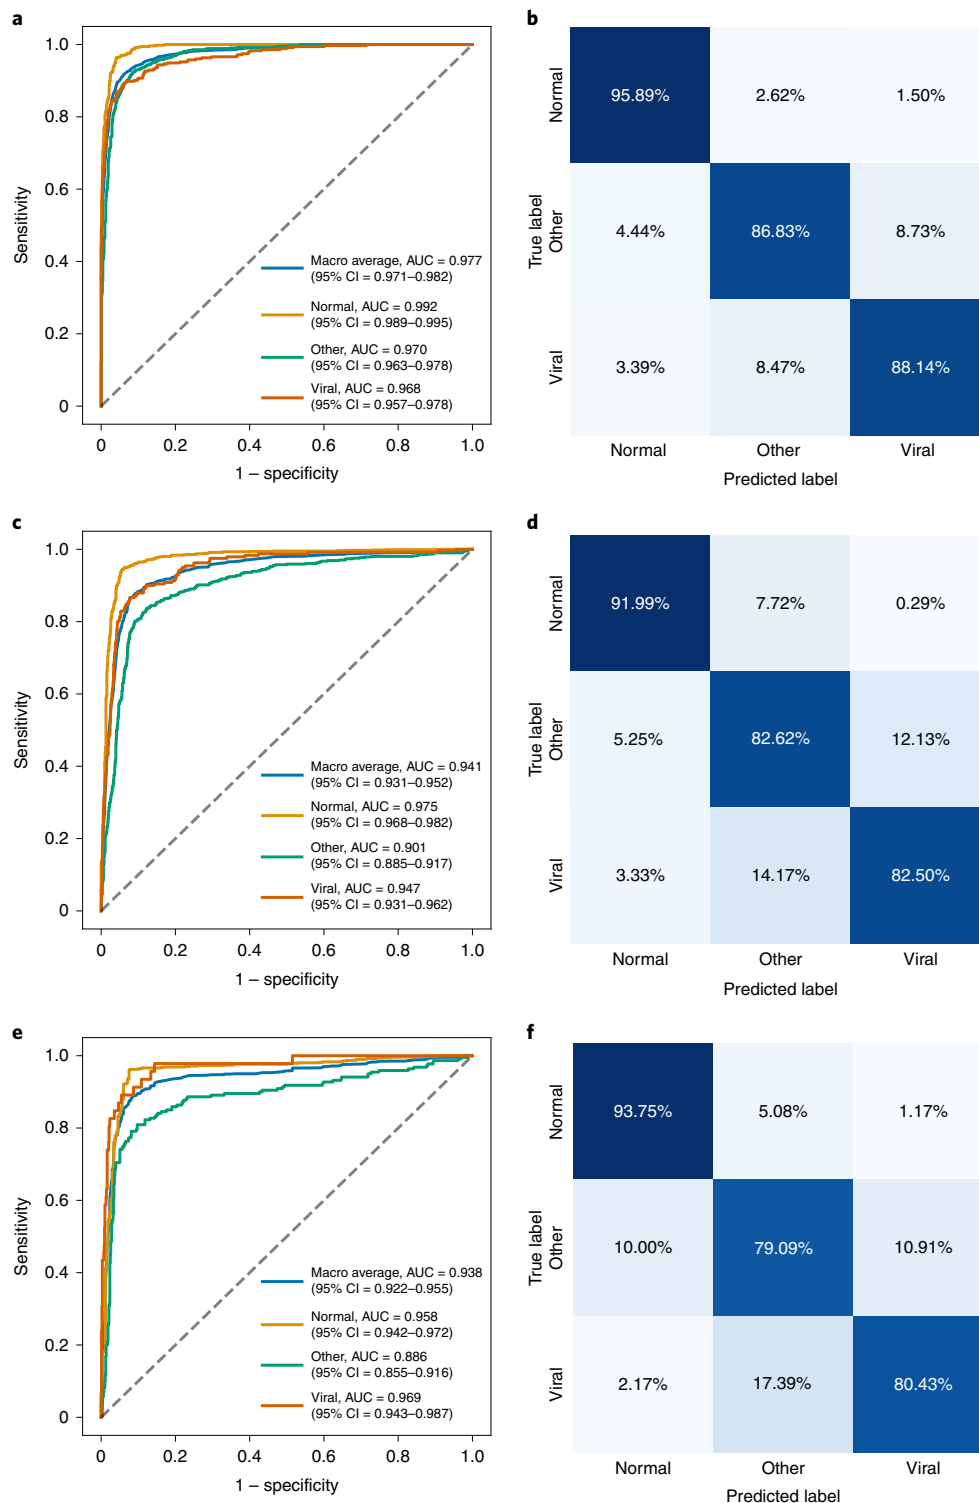 a
1.0
0.8
0.6
0.4
0.2
0
Sensitivity
Macro average, AUC = 0.977
(95% CI = 0.971–0.982)
Normal, AUC = 0.992
(95% CI = 0.989–0.995)
Other, AUC = 0.970
(95% CI = 0.963–0.978)
Viral, AUC = 0.968
(95% CI = 0.957–0.978)
0 0.2 0.4 0.6 0.8 1.0
1 – specificity
b
Normal
95.89% 2.62% 1.50%
True label
Other
4.44% 86.83% 8.73%
Viral
3.39% 8.47% 88.14%
Normal Other Viral
Predicted label
c
1.0
0.8
0.6
0.4
0.2
0
Sensitivity
Macro average, AUC = 0.941
(95% CI = 0.931–0.952)
Normal, AUC = 0.975
(95% CI = 0.968–0.982)
Other, AUC = 0.901
(95% CI = 0.885–0.917)
Viral, AUC = 0.947
(95% CI = 0.931–0.962)
0 0.2 0.4 0.6 0.8 1.0
1 – specificity
d
Normal
91.99% 7.72% 0.29%
True label
Other
5.25% 82.62% 12.13%
Viral
3.33% 14.17% 82.50%
Normal Other Viral
Predicted label
e
1.0
0.8
0.6
0.4
0.2
0
Sensitivity
Macro average, AUC = 0.938
(95% CI = 0.922–0.955)
Normal, AUC = 0.958
(95% CI = 0.942–0.972)
Other, AUC = 0.886
(95% CI = 0.855–0.916)
Viral, AUC = 0.969
(95% CI = 0.943–0.987)
0 0.2 0.4 0.6 0.8 1.0
1 – specificity
f
Normal
93.75% 5.08% 1.17%
True label
Other
10.00% 79.09% 10.91%
Viral
2.17% 17.39% 80.43%
Normal Other Viral
Predicted label